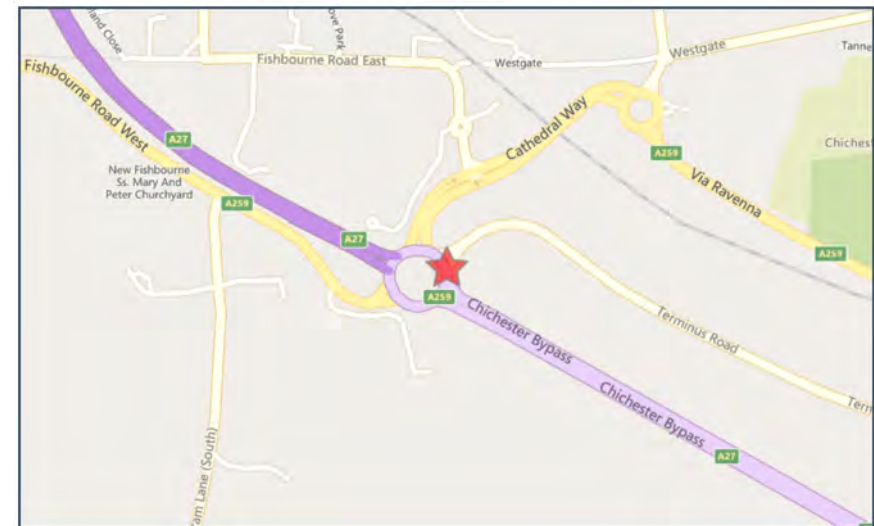 Fishbourne Road East
Westgate
Westgate
Tanne
Fishbourne Road West
A27
Cathedral Way
A259
Chichest
New Fishbourne
Ss. Mary And
Peter Churchyard
A259
Via Ravenna
A27
A259
A259
Chichester Bypass
Terminus Road
Chichester Bypass
Term
A27